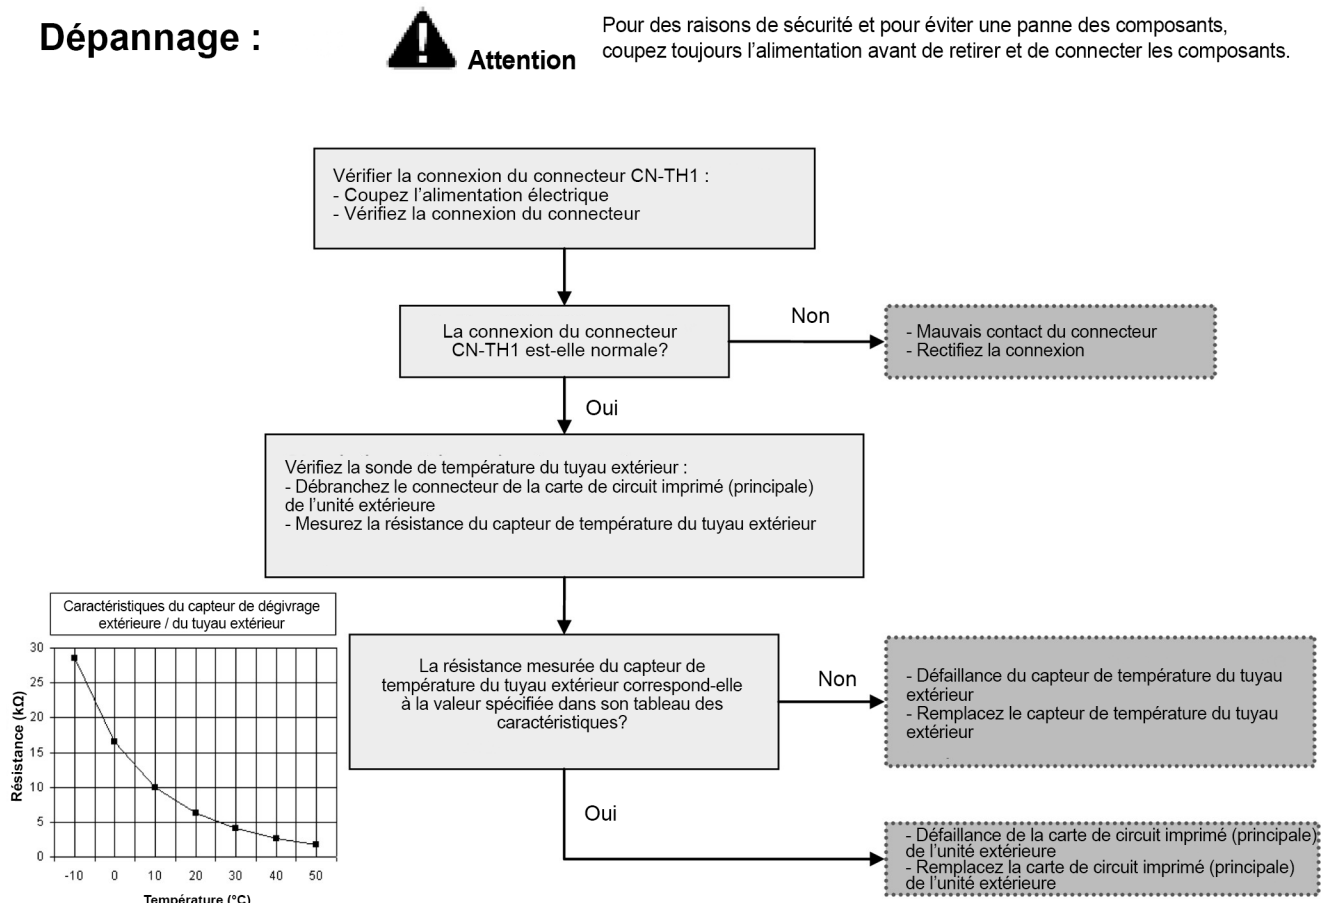 Dépannage :
Attention
Pour des raisons de sécurité et pour éviter une panne des composants,
coupez toujours l’alimentation avant de retirer et de connecter les composants.
Vérifier la connexion du connecteur CN-TH1 :
- Coupez l’alimentation électrique
- Vérifiez la connexion du connecteur
La connexion du connecteur
CN-TH1 est-elle normale?
Non
- Mauvais contact du connecteur
- Rectifiez la connexion
Oui
Vérifiez la sonde de température du tuyau extérieur :
- Débranchez le connecteur de la carte de circuit imprimé (principale)
de l’unité extérieure
- Mesurez la résistance du capteur de température du tuyau extérieur
Caractéristiques du capteur de dégivrage
extérieure / du tuyau extérieur
30
25
20
15
10
5
0
Résistance (kΩ)
-10 0 10 20 30 40 50
Température (°C)
La résistance mesurée du capteur de
température du tuyau extérieur correspond-elle
à la valeur spécifiée dans son tableau des
caractéristiques?
Non
- Défaillance du capteur de température du tuyau
extérieur
- Remplacez le capteur de température du tuyau
extérieur
Oui
- Défaillance de la carte de circuit imprimé (principale)
de l’unité extérieure
- Remplacez la carte de circuit imprimé (principale)
de l’unité extérieure